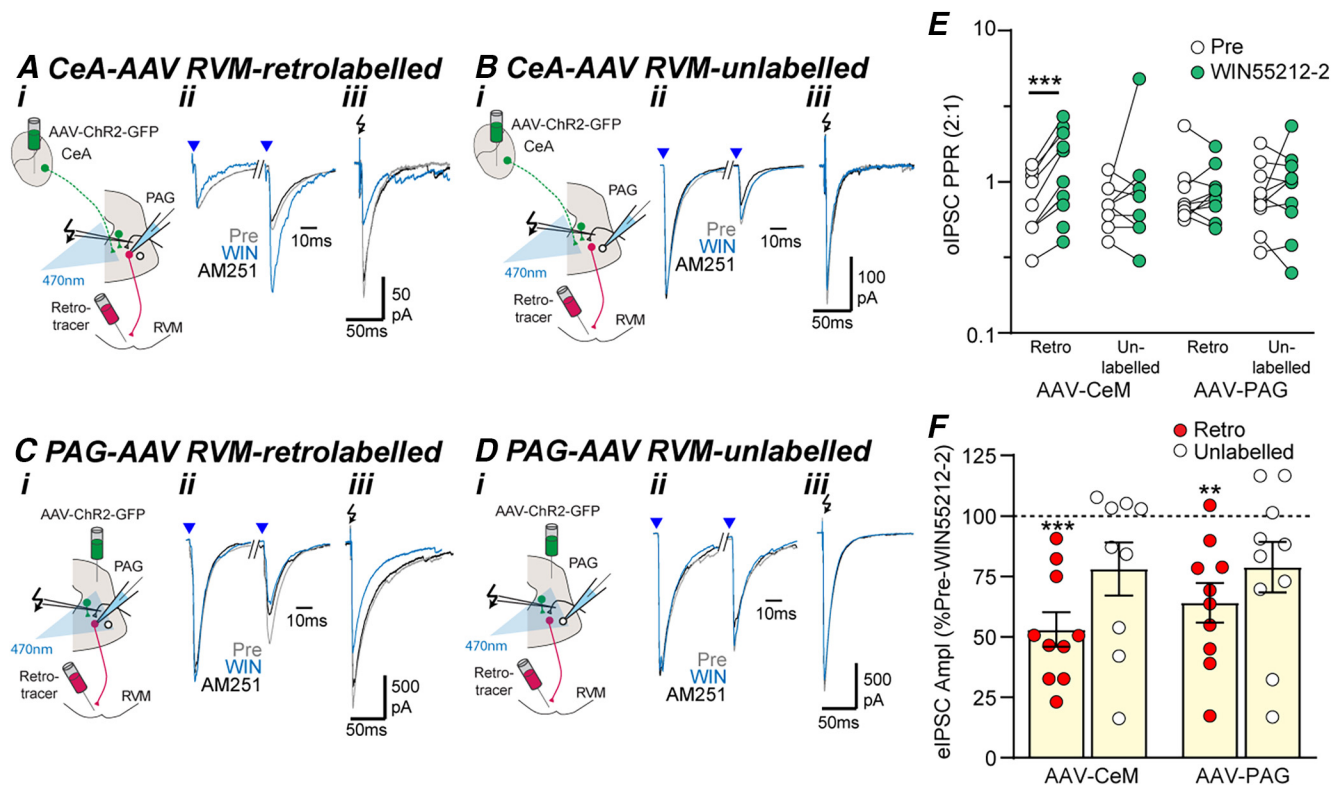 A CeA-AAV RVM-retrolabelled
i
ii
iii
AAV-ChR2-GFP
CeA
PAG
470nm
Retro-
tracer
RVM
Pre
WIN
AM251
10ms
50
pA
50ms
B CeA-AAV RVM-unlabelled
i
ii
iii
AAV-ChR2-GFP
CeA
PAG
470nm
Retro-
tracer
RVM
Pre
WIN
AM251
10ms
100
pA
50ms
C PAG-AAV RVM-retrolabelled
i
ii
iii
AAV-ChR2-GFP
PAG
470nm
Retro-
tracer
RVM
Pre
WIN
AM251
10ms
500
pA
50ms
D PAG-AAV RVM-unlabelled
i
ii
iii
AAV-ChR2-GFP
PAG
470nm
Retro-
tracer
RVM
Pre
WIN
AM251
10ms
500
pA
50ms
E
oIPSC PPR (2:1)
10
1
0.1
Pre
WIN55212-2
***
Retro
Un-
labelled
Retro
Un-
labelled
AAV-CeM
AAV-PAG
F
eIPSC Ampl (%Pre-WIN55212-2)
Retro
Unlabelled
125
100
75
50
25
0
***
**
AAV-CeM
AAV-PAG